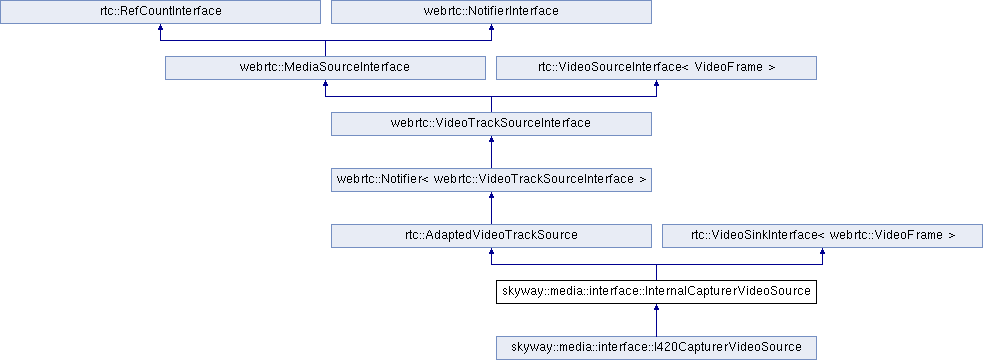 rtc::RefCountInterface
webrtc::NotifierInterface
webrtc::MediaSourceInterface
rtc::VideoSourceInterface< VideoFrame >
webrtc::VideoTrackSourceInterface
webrtc::Notifier< webrtc::VideoTrackSourceInterface >
rtc::AdaptedVideoTrackSource
rtc::VideoSinkInterface< webrtc::VideoFrame >
skyway::media::interface::InternalCapturerVideoSource
skyway::media::interface::I420CapturerVideoSource